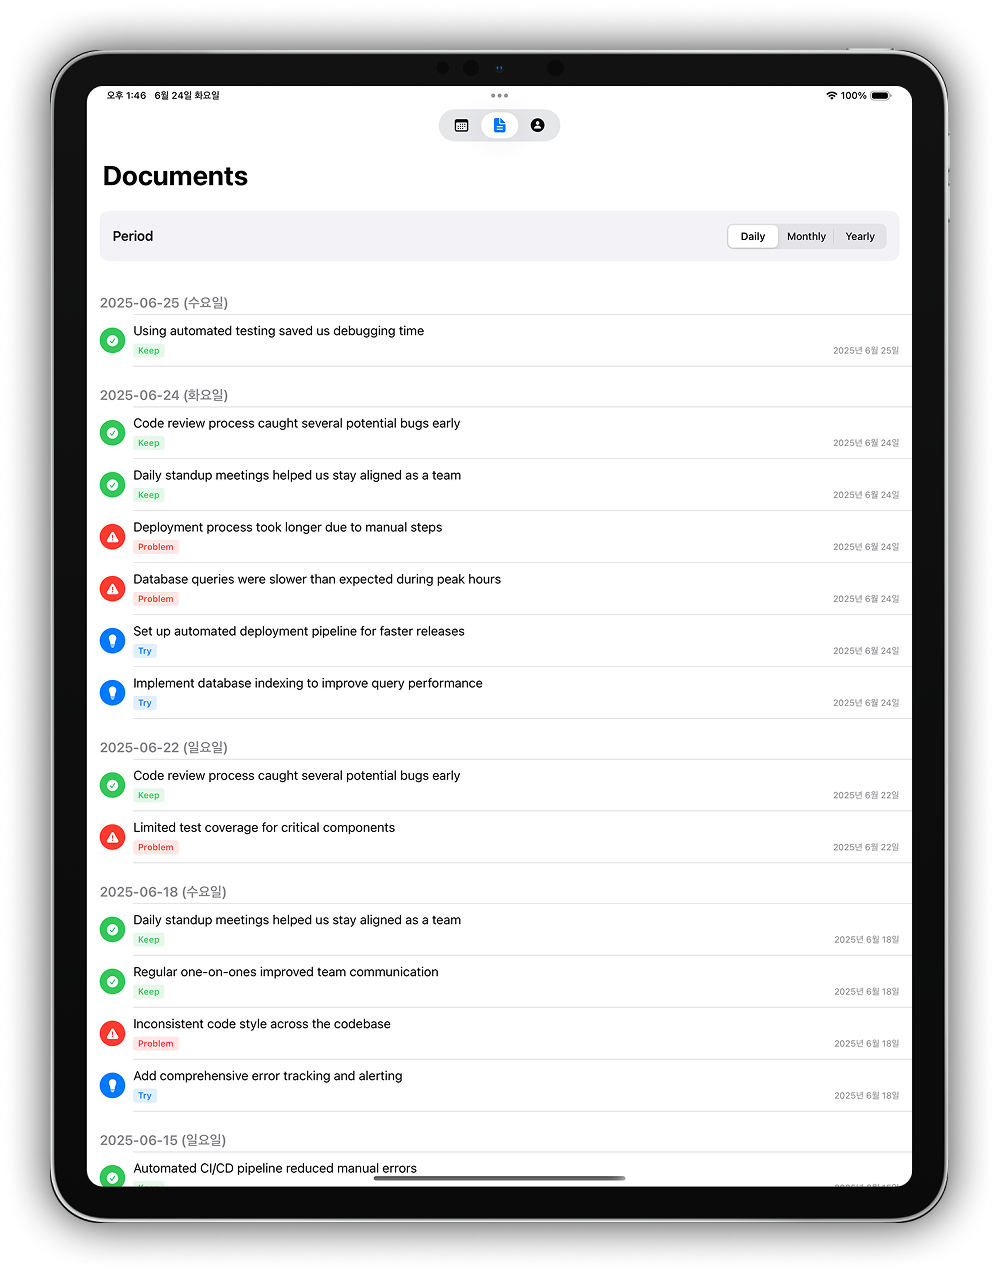 오후 1:46 6월 24일 화요일
100%
Documents
Period
Daily Monthly Yearly
2025-06-25 (수요일)
Using automated testing saved us debugging time
Keep
2025년 6월 25일
2025-06-24 (화요일)
Code review process caught several potential bugs early
Keep
2025년 6월 24일
Daily standup meetings helped us stay aligned as a team
Keep
2025년 6월 24일
Deployment process took longer due to manual steps
Problem
2025년 6월 24일
Database queries were slower than expected during peak hours
Problem
2025년 6월 24일
Set up automated deployment pipeline for faster releases
Try
2025년 6월 24일
Implement database indexing to improve query performance
Try
2025년 6월 24일
2025-06-22 (일요일)
Code review process caught several potential bugs early
Keep
2025년 6월 22일
Limited test coverage for critical components
Problem
2025년 6월 22일
2025-06-18 (수요일)
Daily standup meetings helped us stay aligned as a team
Keep
2025년 6월 18일
Regular one-on-ones improved team communication
Keep
2025년 6월 18일
Inconsistent code style across the codebase
Problem
2025년 6월 18일
Add comprehensive error tracking and alerting
Try
2025년 6월 18일
2025-06-15 (일요일)
Automated CI/CD pipeline reduced manual errors